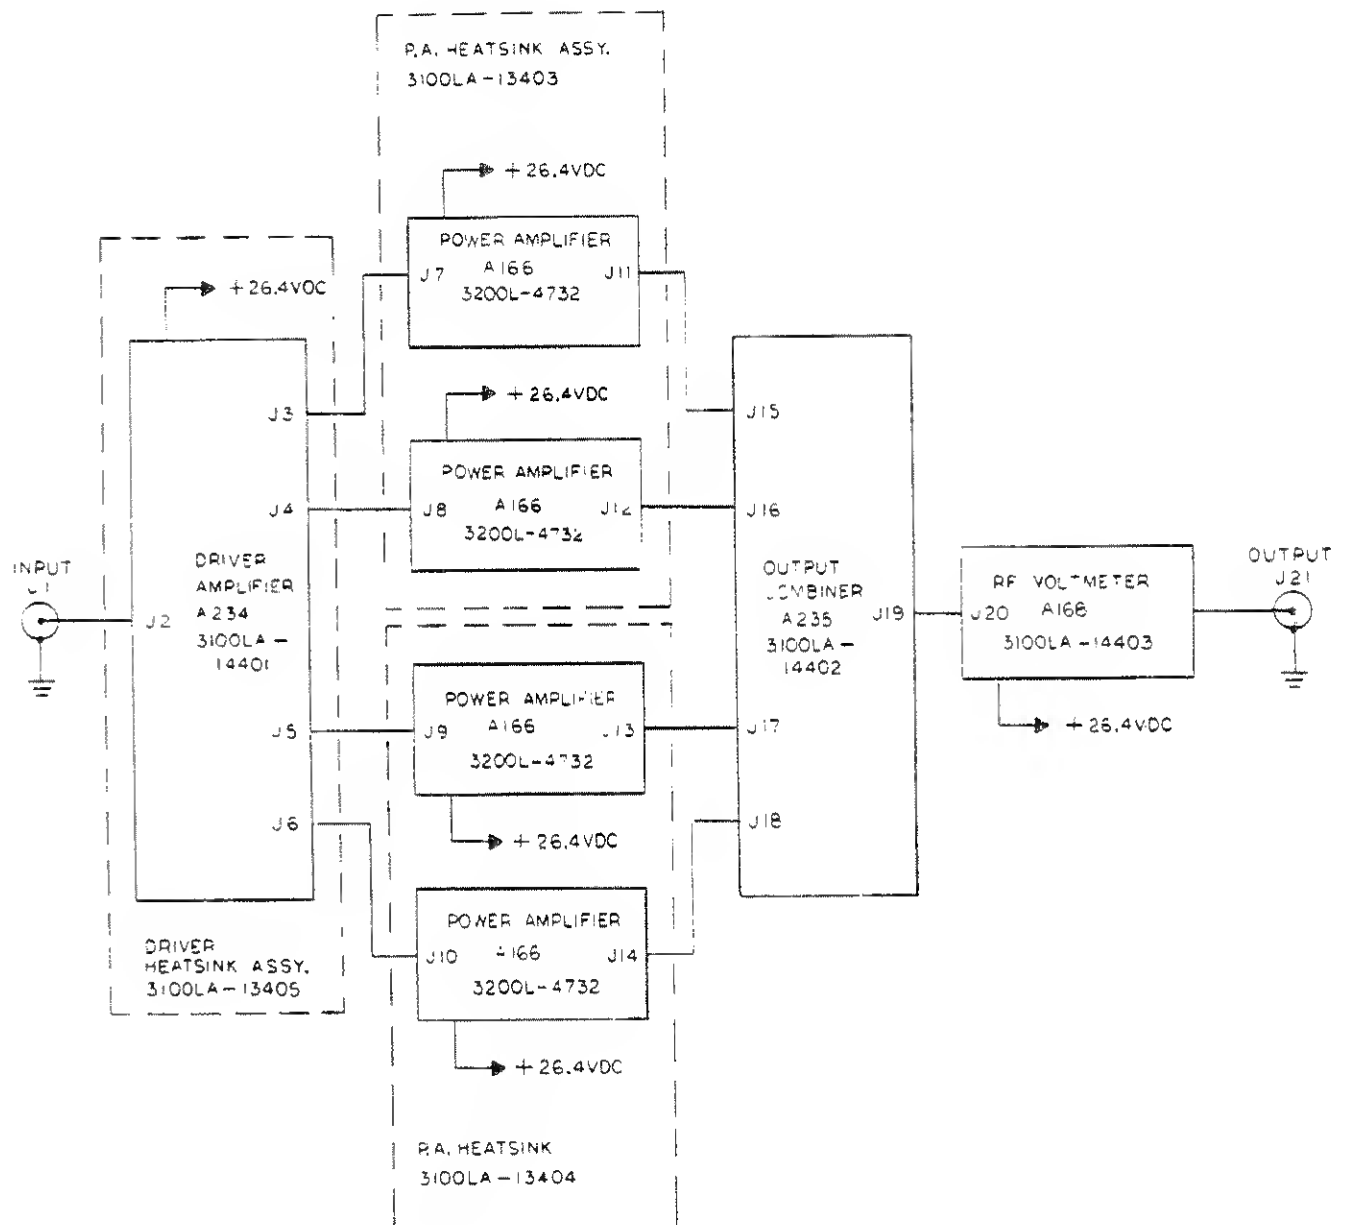 P.A. HEATSINK ASSY.
3100LA-13403
+26.4VDC
POWER AMPLIFIER
A166
J7
J11
3200L-4732
+26.4VDC
J3
+26.4VDC
POWER AMPLIFIER
A166
J8
J12
3200L-4732
J4
J15
J16
INPUT
J1
J2
DRIVER
AMPLIFIER
A234
3100LA-
14401
OUTPUT
COMBINER
A235
3100LA-
14402
J19
RF VOLTMETER
J20
A168
3100LA-14403
OUTPUT
J21
+26.4VDC
POWER AMPLIFIER
A166
J5
J9
J13
3200L-4732
J17
+26.4VDC
J6
J18
POWER AMPLIFIER
A166
J10
J14
3200L-4732
+26.4VDC
DRIVER
HEATSINK ASSY.
3100LA-13405
P.A. HEATSINK
3100LA-13404